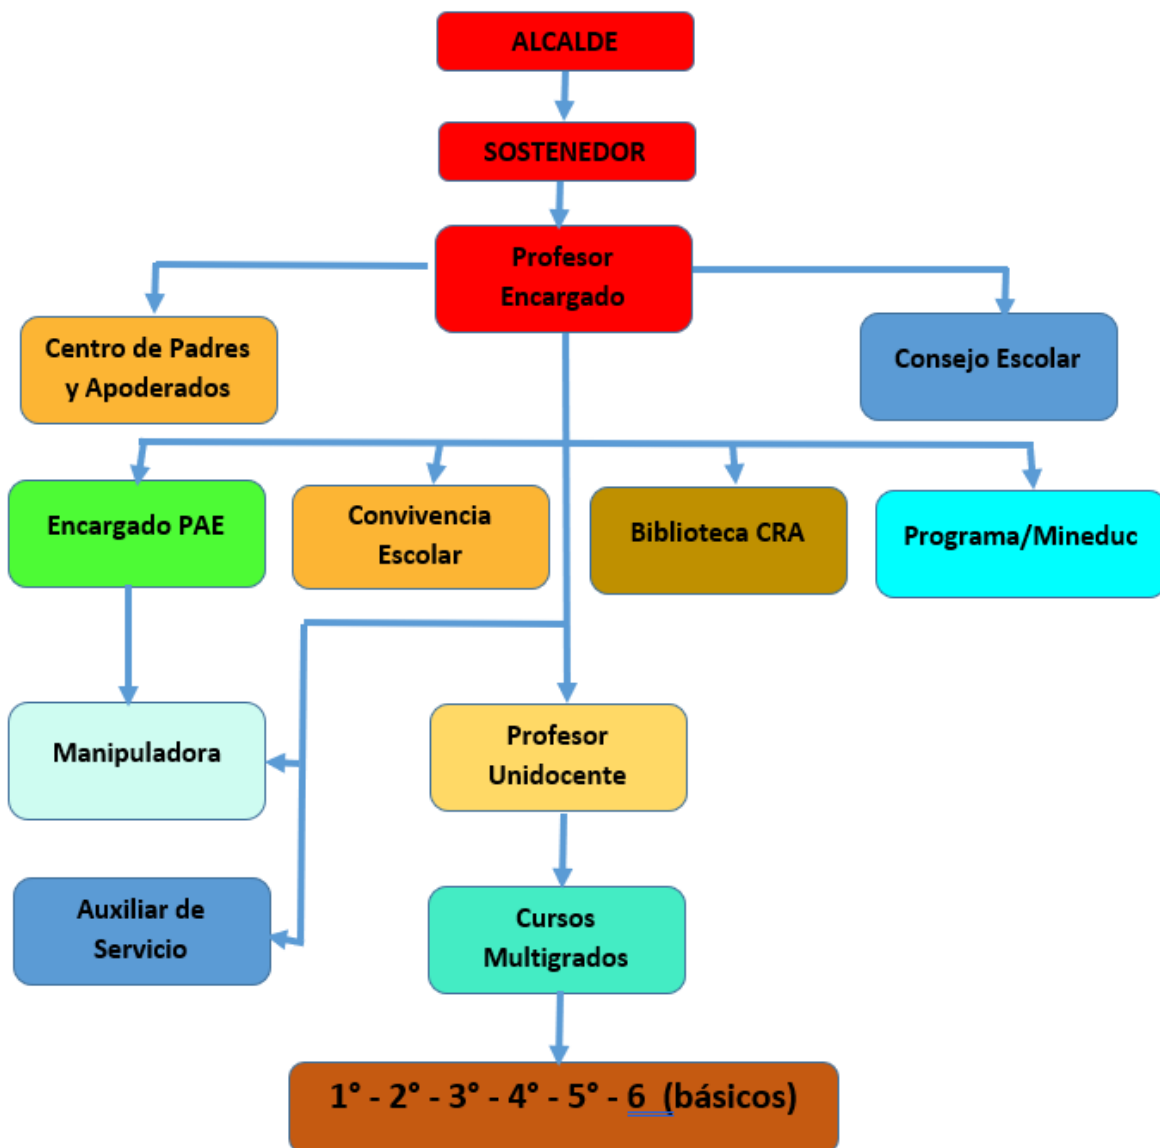 ALCALDE
SOSTENEDOR
Profesor
Encargado
Centro de Padres
y Apoderados
Consejo Escolar
Encargado PAE
Convivencia
Escolar
Biblioteca CRA
Programa/Mineduc
Manipuladora
Profesor
Unidocente
Auxiliar de
Servicio
Cursos
Multigrados
1° - 2° - 3° - 4° - 5° - 6  (básicos)